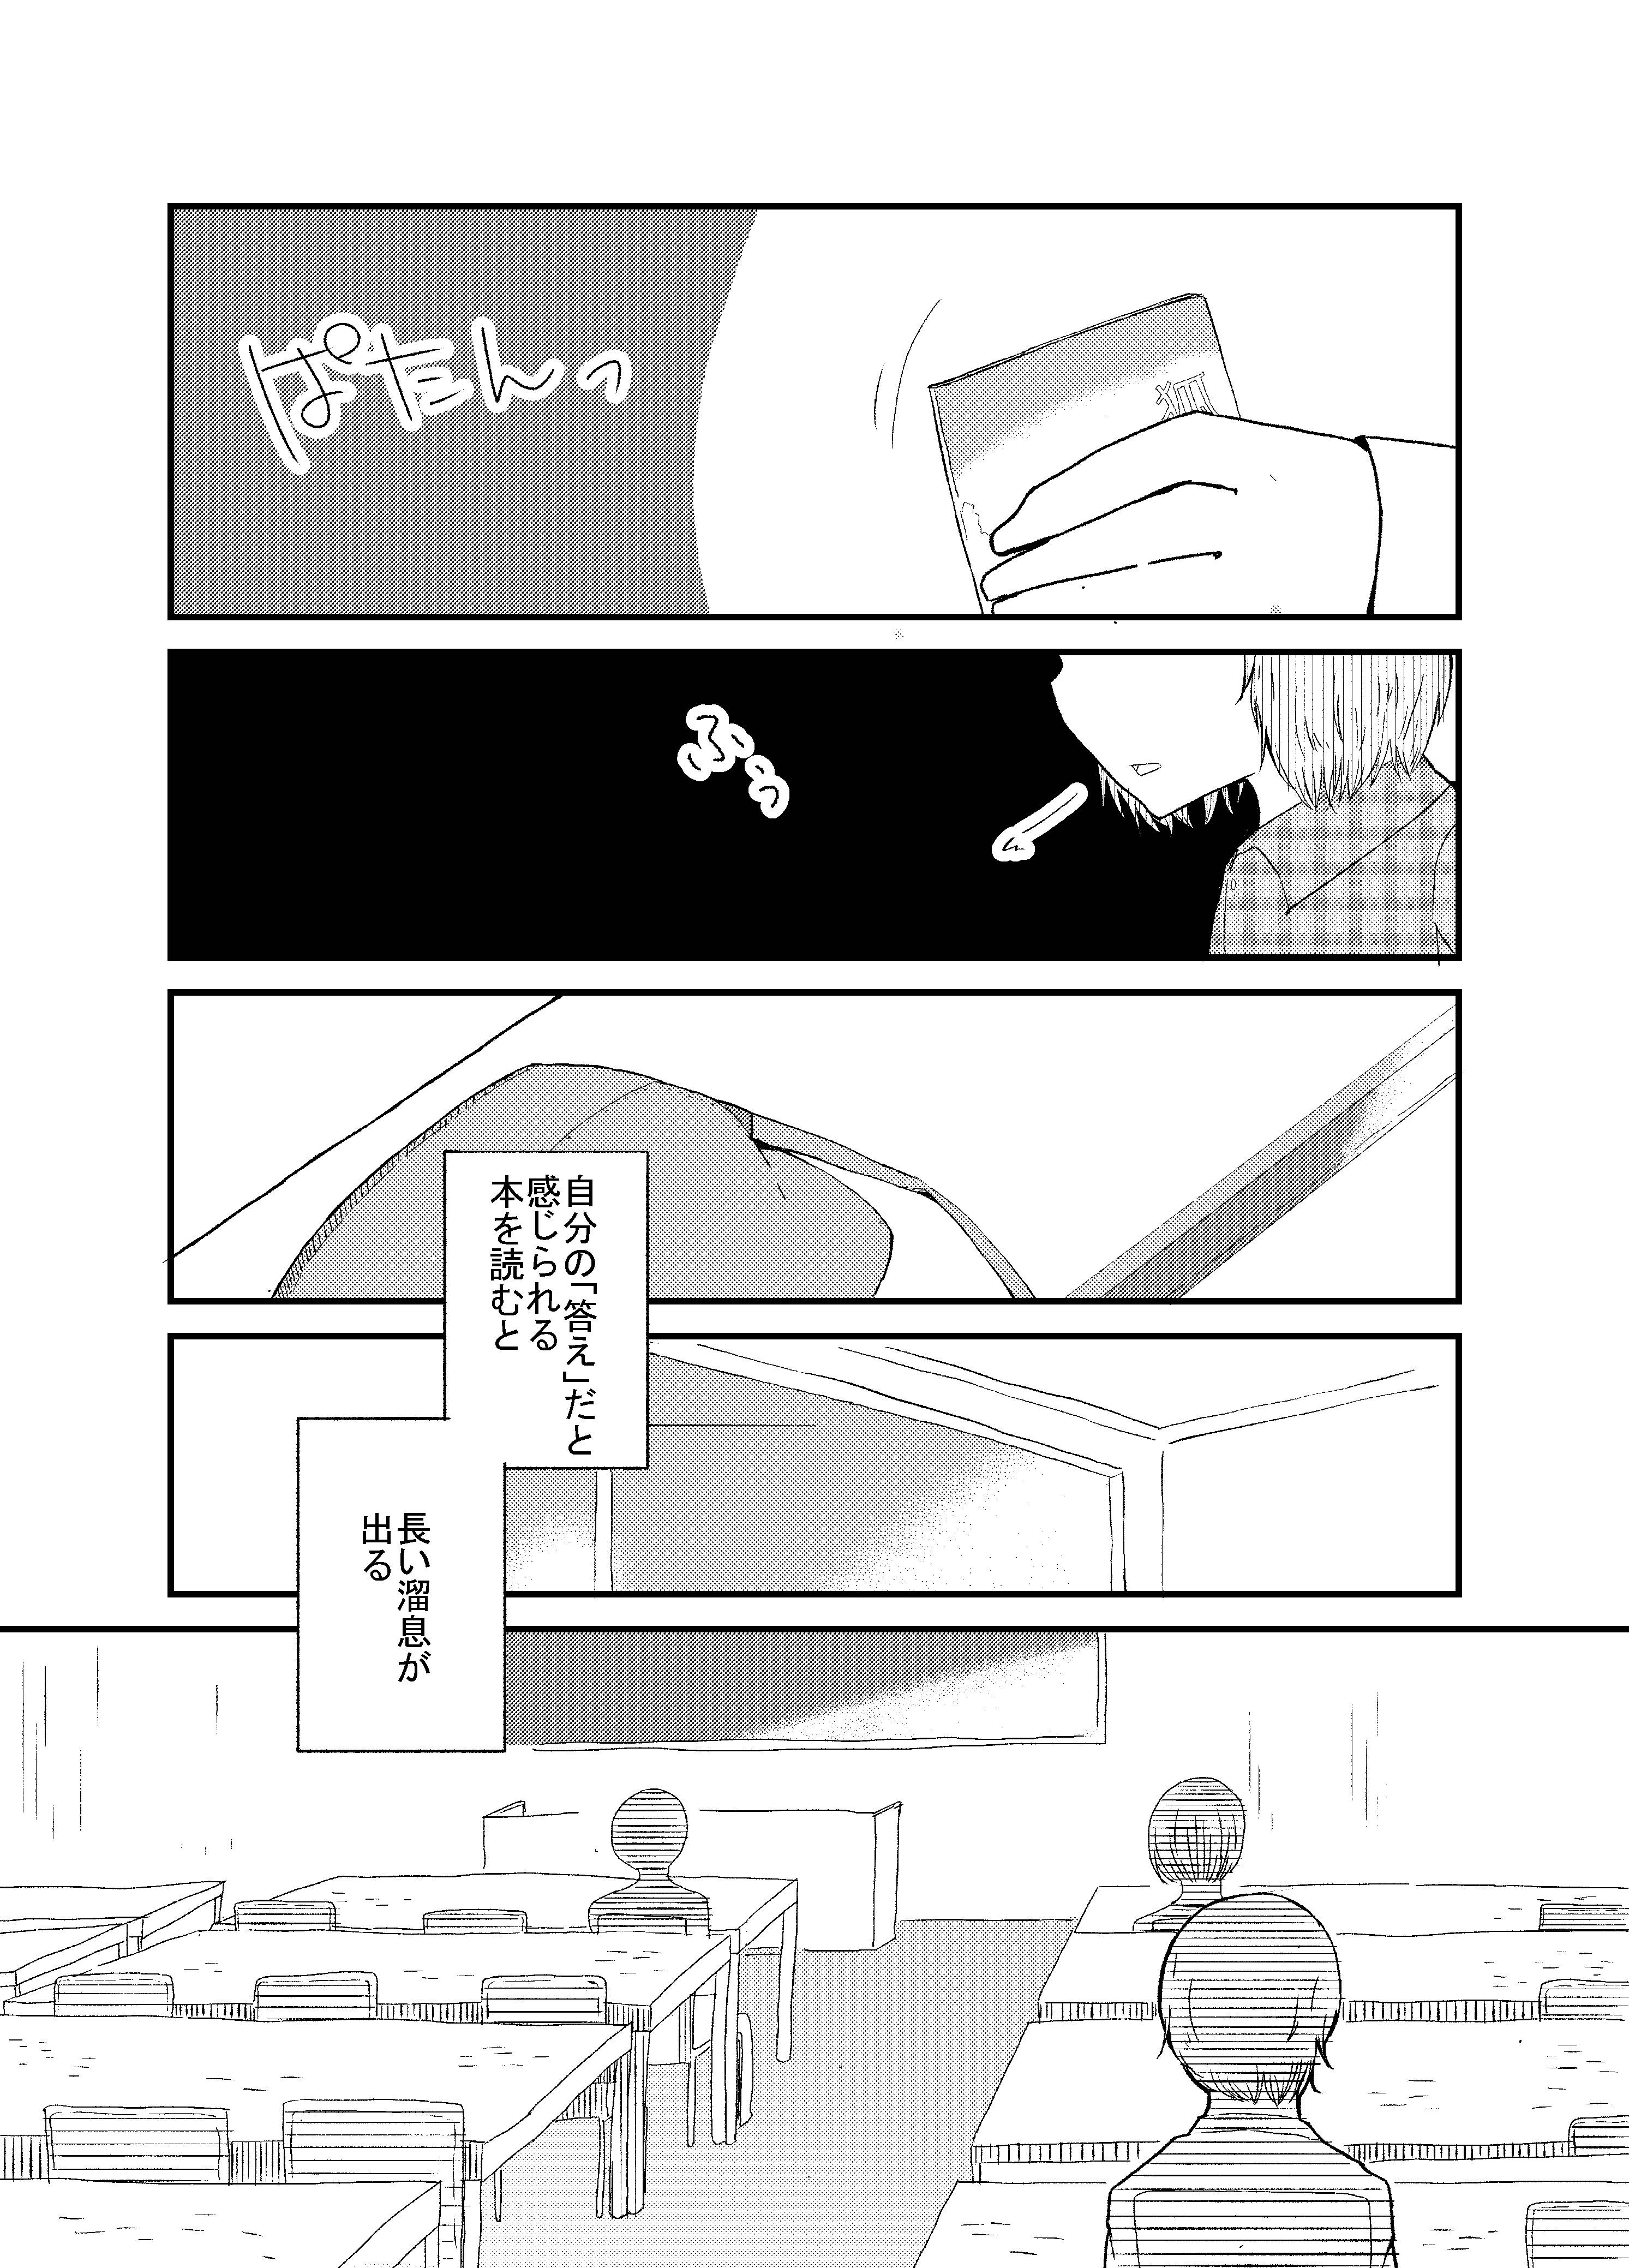 ぱたんっ
ふぅ
自分の「答え」だと
感じられる
本を読むと
長い溜息が
出る